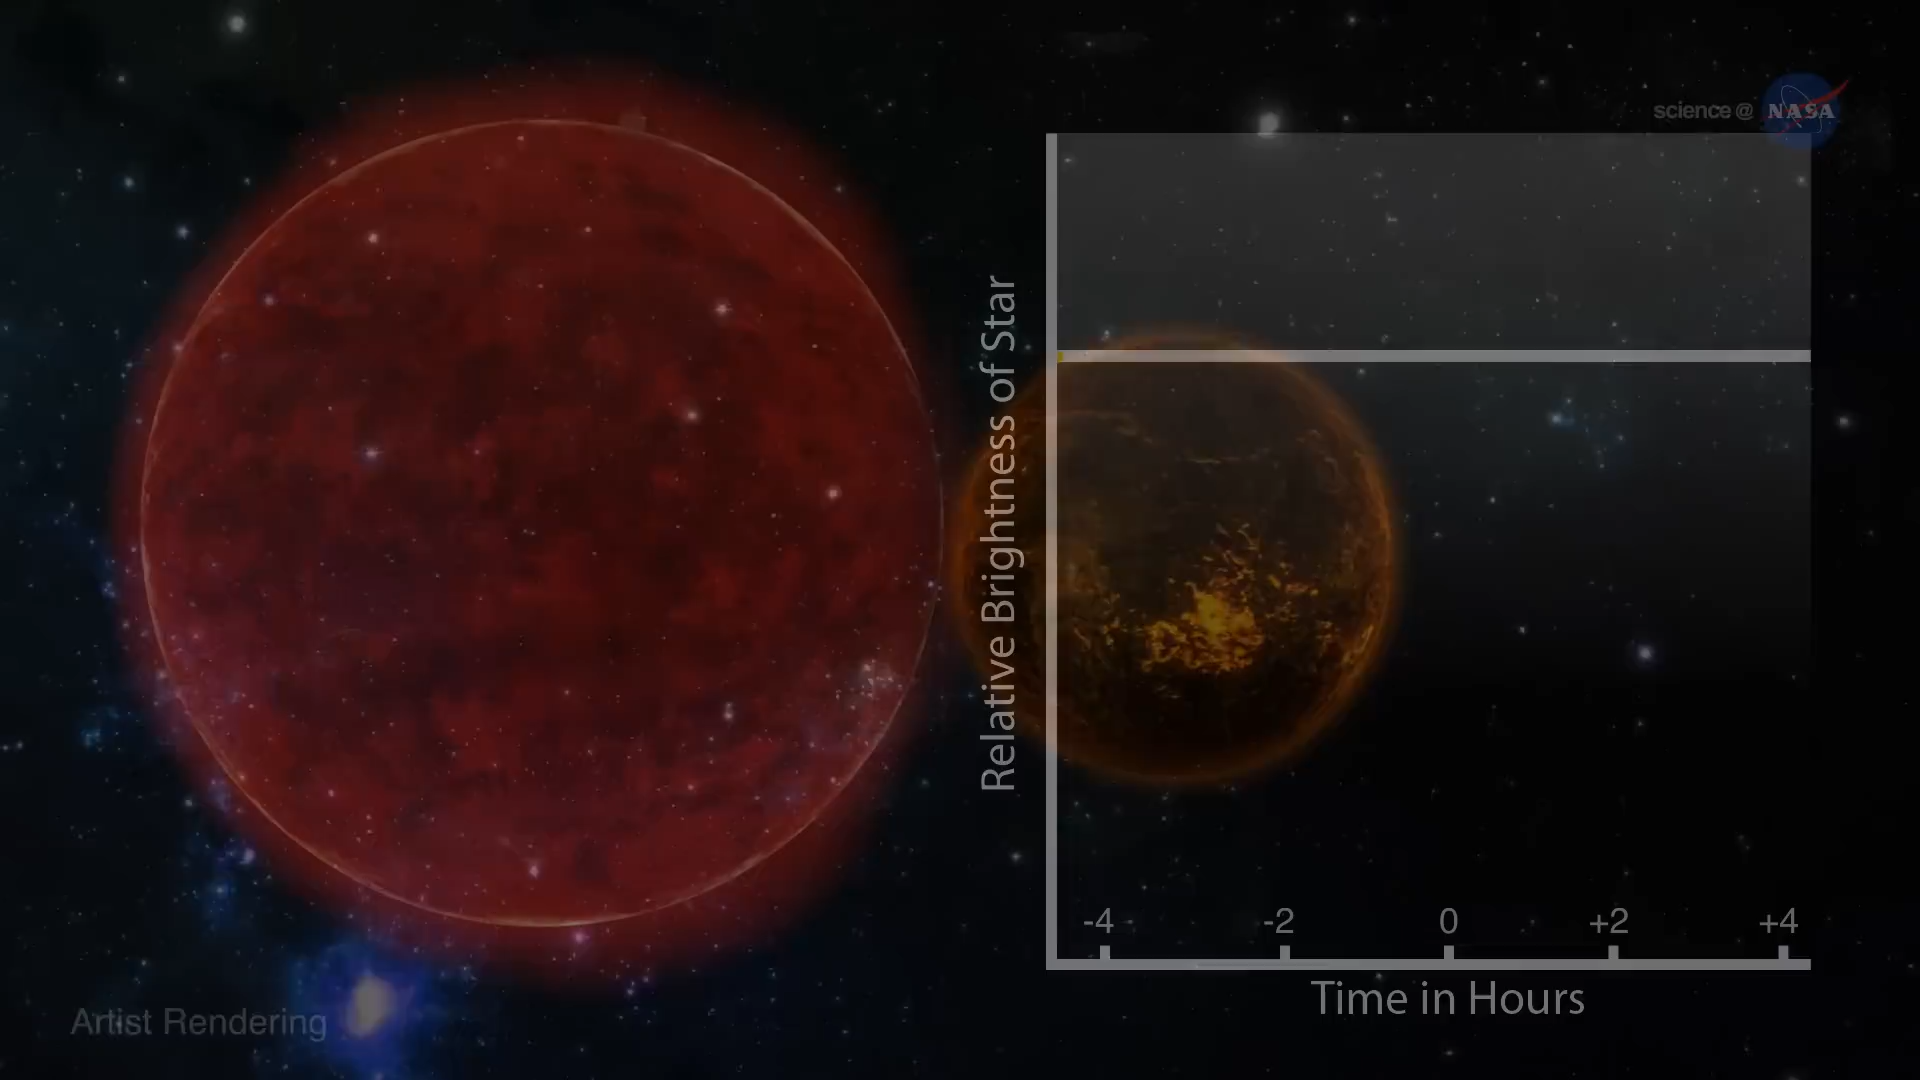 science @ NASA
Relative Brightness of Star
-4 -2 0 +2 +4
Time in Hours
Artist Rendering